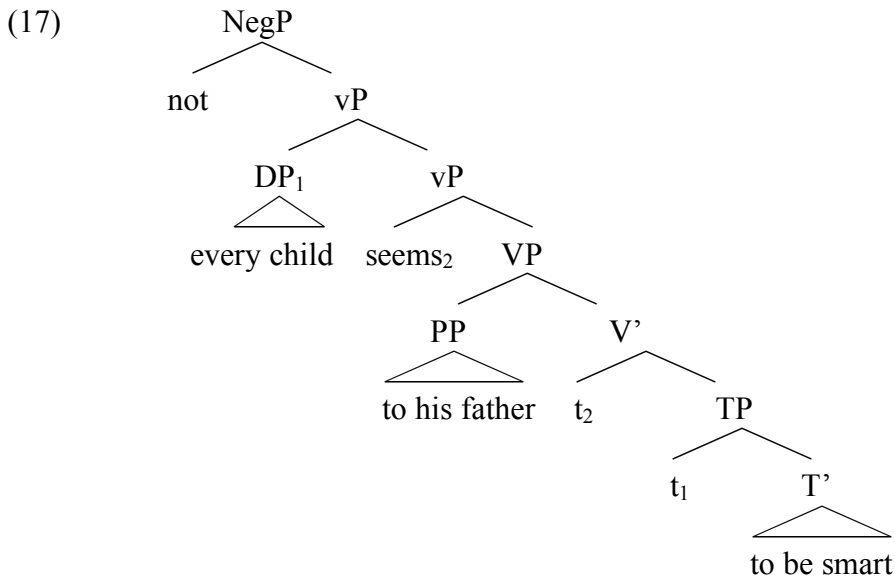 (17) NegP
not vP
DP₁ vP
every child seems₂ VP
PP V’
to his father t₂ TP
t₁ T’
to be smart